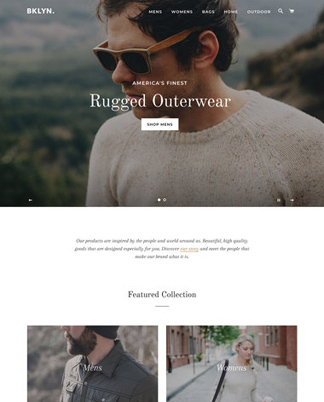 BKLYN.
MENS WOMENS BAGS HOME OUTDOOR
AMERICA'S FINEST
Rugged Outerwear
SHOP MENS
Our products are inspired by the people and world around us. Beautiful, high quality
goods that are designed especially for you. Discover our story and meet the people that
make our brand what it is.
Featured Collection
Mens
Womens